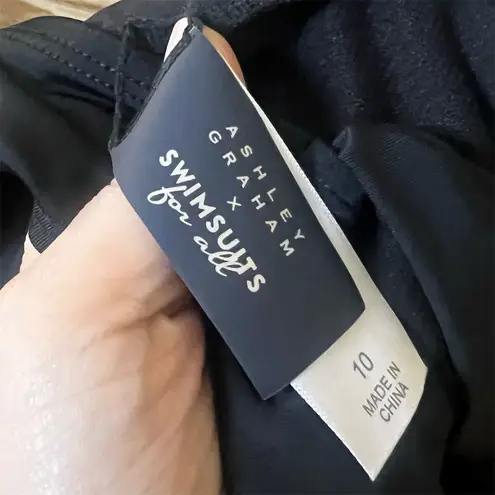 ASHLEY
GRAHAM
X
SWIMSUITS
for all
10
MADE IN
CHINA